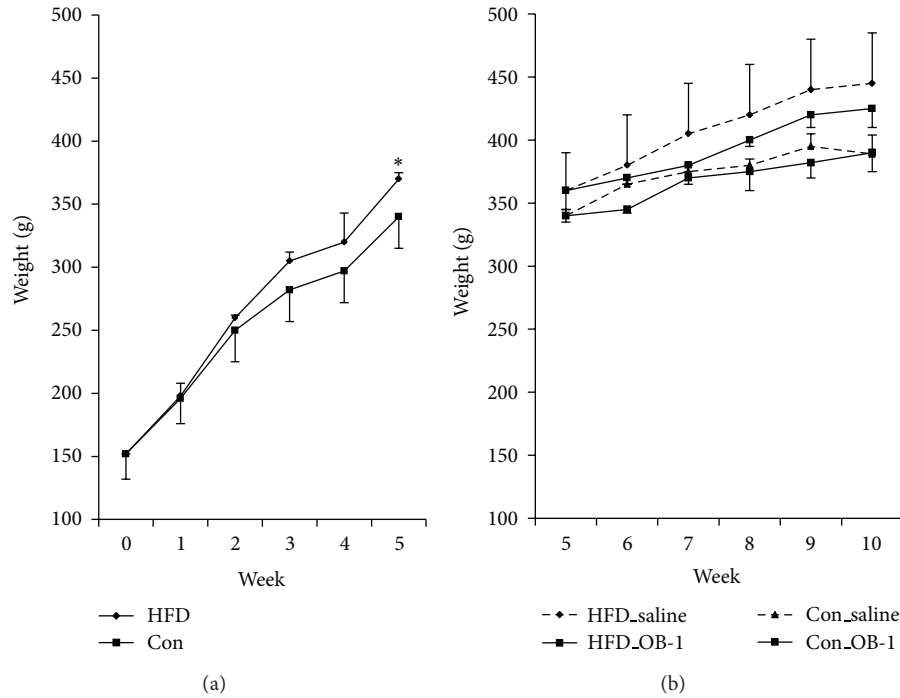 500
450
400
350
300
250
200
150
100
Weight (g)
*
0 1 2 3 4 5
Week
HFD
Con
(a)
500
450
400
350
300
250
200
150
100
Weight (g)
5 6 7 8 9 10
Week
HFD_saline Con_saline
HFD_OB-1 Con_OB-1
(b)